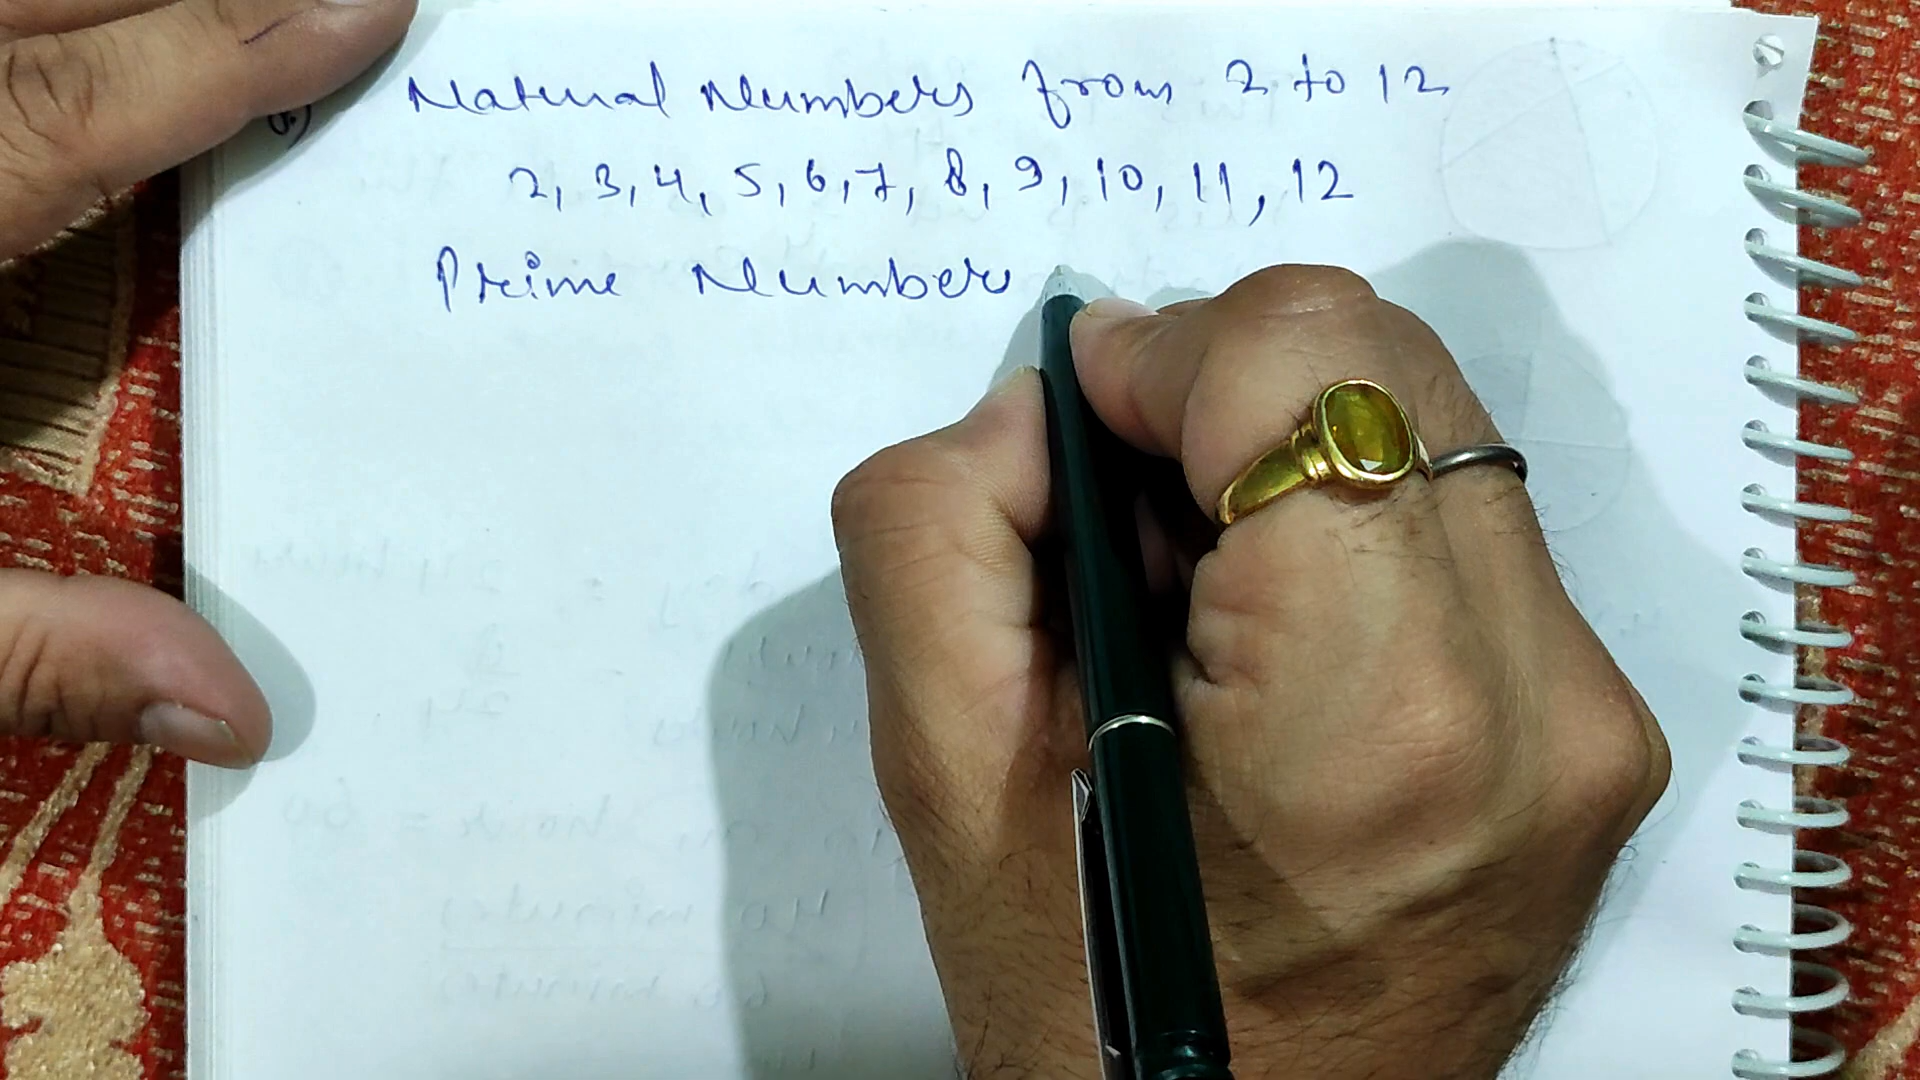 Natural Numbers from 2 to 12
2, 3, 4, 5, 6, 7, 8, 9, 10, 11, 12
Prime Number